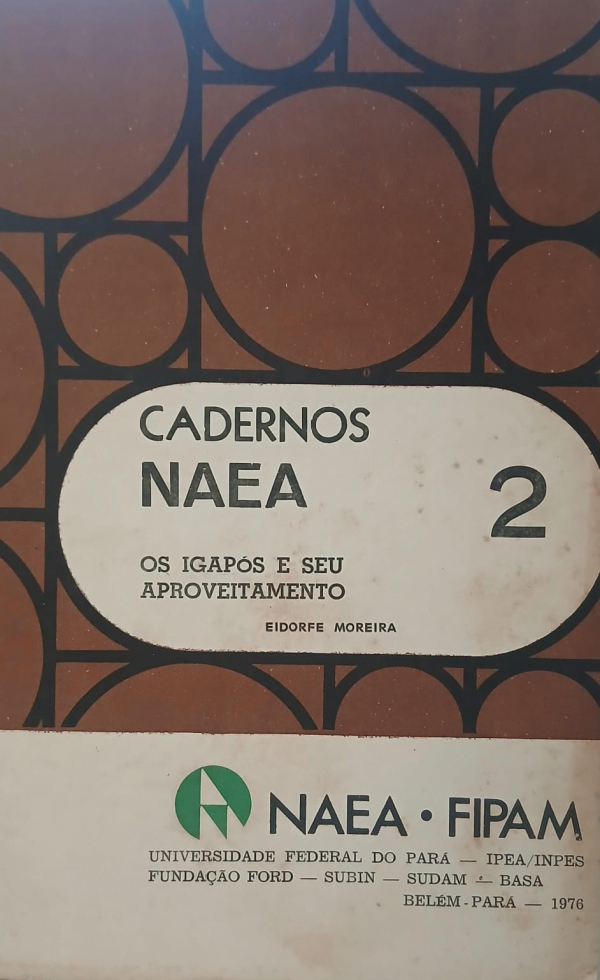 CADERNOS
NAEA
2
OS IGAPÓS E SEU
APROVEITAMENTO
EIDORFE MOREIRA
NAEA • FIPAM
UNIVERSIDADE FEDERAL DO PARÁ — IPEA/INPES
FUNDAÇÃO FORD — SUBIN — SUDAM — BASA
BELÉM-PARÁ — 1976